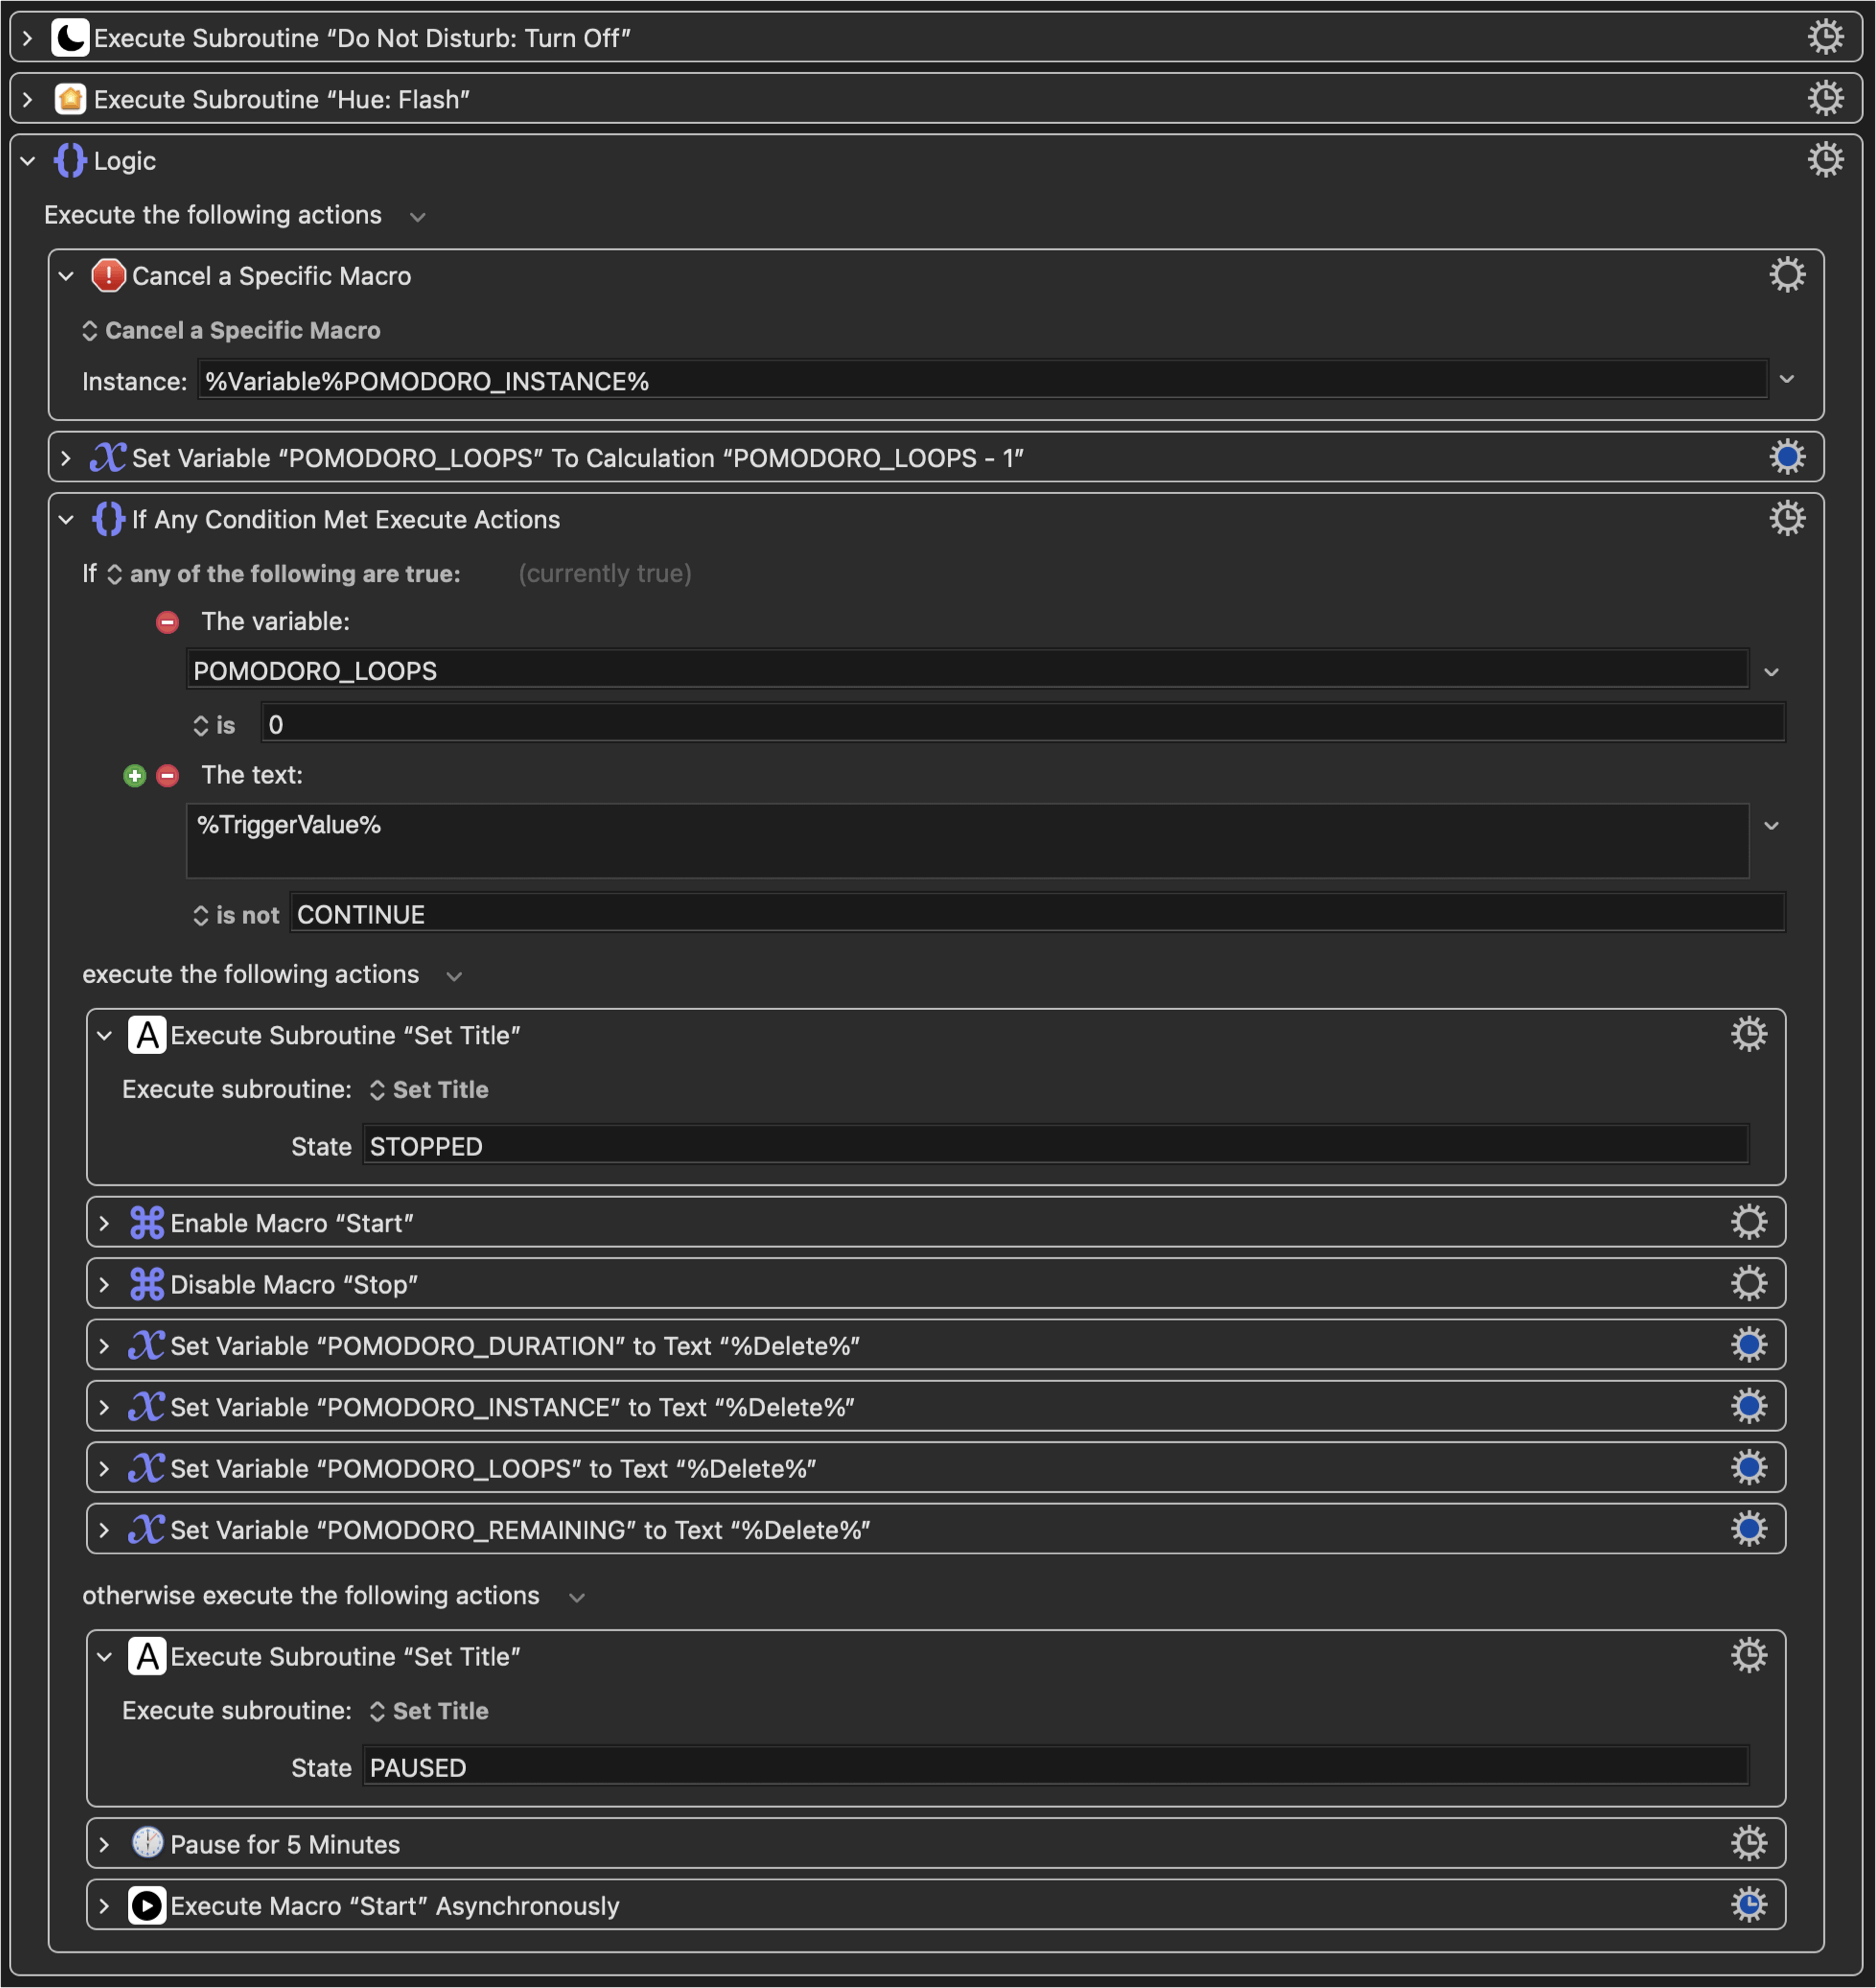 Execute Subroutine “Do Not Disturb: Turn Off”
Execute Subroutine “Hue: Flash”
{} Logic
Execute the following actions
! Cancel a Specific Macro
Cancel a Specific Macro
Instance: %Variable%POMODORO_INSTANCE%
X Set Variable “POMODORO_LOOPS” To Calculation “POMODORO_LOOPS - 1”
{} If Any Condition Met Execute Actions
If any of the following are true: (currently true)
The variable:
POMODORO_LOOPS
is 0
The text:
%TriggerValue%
is not CONTINUE
execute the following actions
A Execute Subroutine “Set Title”
Execute subroutine: Set Title
State STOPPED
⌘ Enable Macro “Start”
⌘ Disable Macro “Stop”
X Set Variable “POMODORO_DURATION” to Text “%Delete%”
X Set Variable “POMODORO_INSTANCE” to Text “%Delete%”
X Set Variable “POMODORO_LOOPS” to Text “%Delete%”
X Set Variable “POMODORO_REMAINING” to Text “%Delete%”
otherwise execute the following actions
A Execute Subroutine “Set Title”
Execute subroutine: Set Title
State PAUSED
Pause for 5 Minutes
Execute Macro “Start” Asynchronously